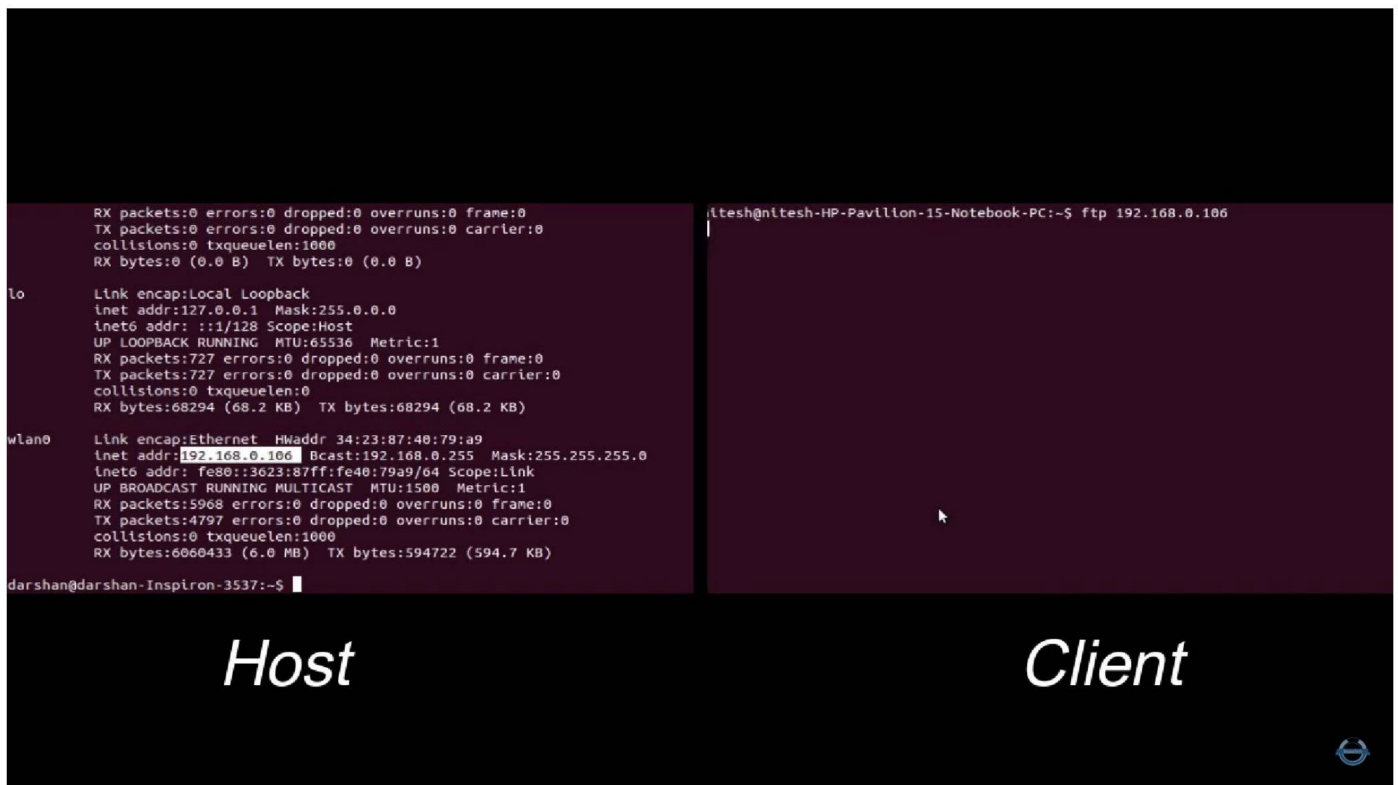 RX packets:0 errors:0 dropped:0 overruns:0 frame:0
TX packets:0 errors:0 dropped:0 overruns:0 carrier:0
collisions:0 txqueuelen:1000
RX bytes:0 (0.0 B)  TX bytes:0 (0.0 B)
lo Link encap:Local Loopback
inet addr:127.0.0.1  Mask:255.0.0.0
inet6 addr: ::1/128 Scope:Host
UP LOOPBACK RUNNING  MTU:65536  Metric:1
RX packets:727 errors:0 dropped:0 overruns:0 frame:0
TX packets:727 errors:0 dropped:0 overruns:0 carrier:0
collisions:0 txqueuelen:0
RX bytes:68294 (68.2 KB)  TX bytes:68294 (68.2 KB)
wlan0 Link encap:Ethernet  HWaddr 34:23:87:40:79:a9
inet addr:192.168.0.106  Bcast:192.168.0.255  Mask:255.255.255.0
inet6 addr: fe80::3623:87ff:fe40:79a9/64 Scope:Link
UP BROADCAST RUNNING MULTICAST  MTU:1500  Metric:1
RX packets:5968 errors:0 dropped:0 overruns:0 frame:0
TX packets:4797 errors:0 dropped:0 overruns:0 carrier:0
collisions:0 txqueuelen:1000
RX bytes:6060433 (6.0 MB)  TX bytes:594722 (594.7 KB)
darshan@darshan-Inspiron-3537:~$
Host
itesh@nitesh-HP-Pavilion-15-Notebook-PC:~$ ftp 192.168.0.106
Client